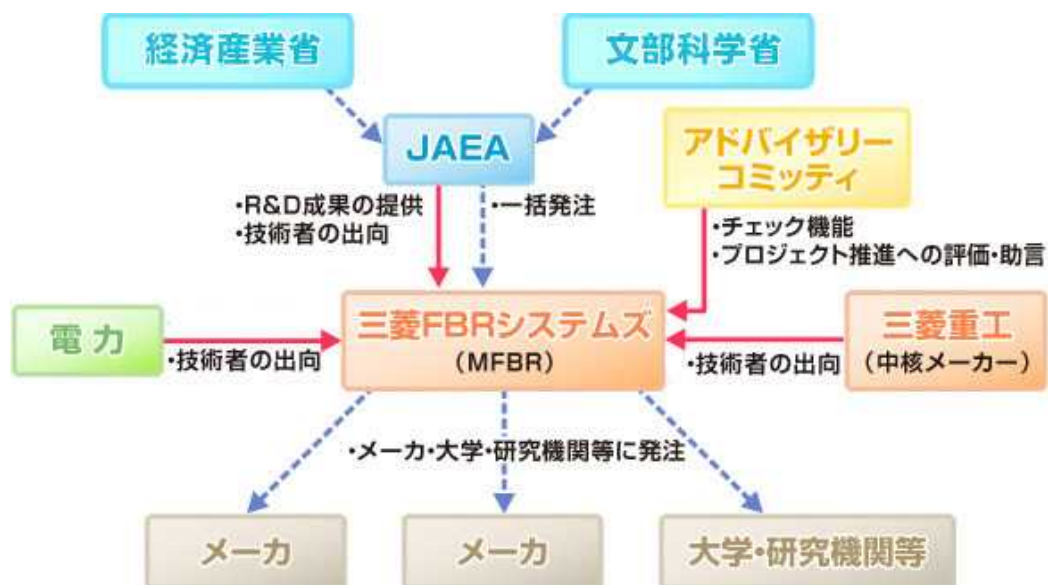 経済産業省
文部科学省
JAEA
アドバイザリー
コミッティ
・R&D成果の提供
・技術者の出向
・一括発注
・チェック機能
・プロジェクト推進への評価・助言
電力
・技術者の出向
三菱FBRシステムズ
(MFBR)
・技術者の出向
三菱重工
(中核メーカー)
・メーカ・大学・研究機関等に発注
メーカ
メーカ
大学・研究機関等